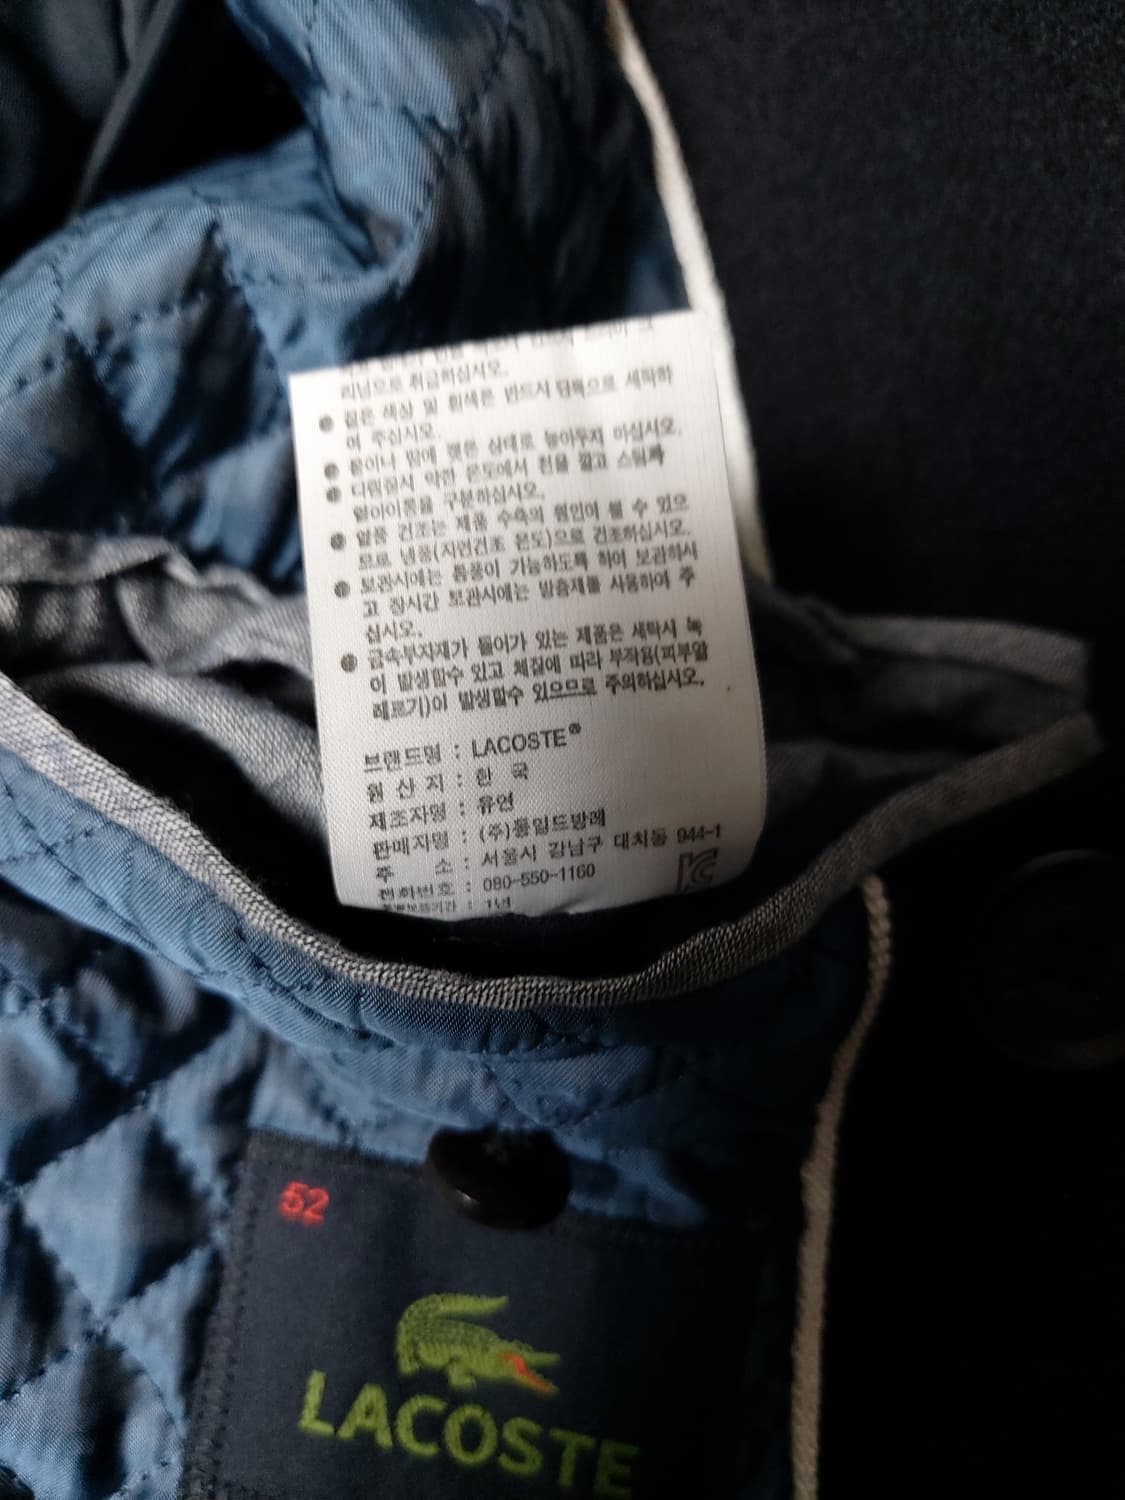 리넝으로 취급하십시오.
● 짙은 색상 및 흰색은 반드시 단독으로 세탁하
여 주십시오.
● 물이나 땀에 젖은 상태로 놓아두지 마십시오.
● 다림질시 약한 온도에서 천을 깔고 스팀과
열아이롱을 구분하십시오.
● 열풍 건조는 제품 수축의 원인이 될 수 있으
므로 냉풍(자연건조 온도)으로 건조하십시오.
● 보관시에는 통풍이 가능하도록 하여 보관하시
고 장시간 보관시에는 방습제를 사용하여 주
십시오.
● 금속부자재가 들어가 있는 제품은 세탁시 녹
이 발생할수 있고 체질에 따라 부작용(피부알
레르기)이 발생할수 있으므로 주의하십시오.
브랜드명 : LACOSTE®
원 산 지 : 한 국
제조자명 : 유연
판매자명 : (주)동일드방레
주 소 : 서울시 강남구 대치동 944-1
전화번호 : 080-550-1160
: 1년
52
LACOSTE